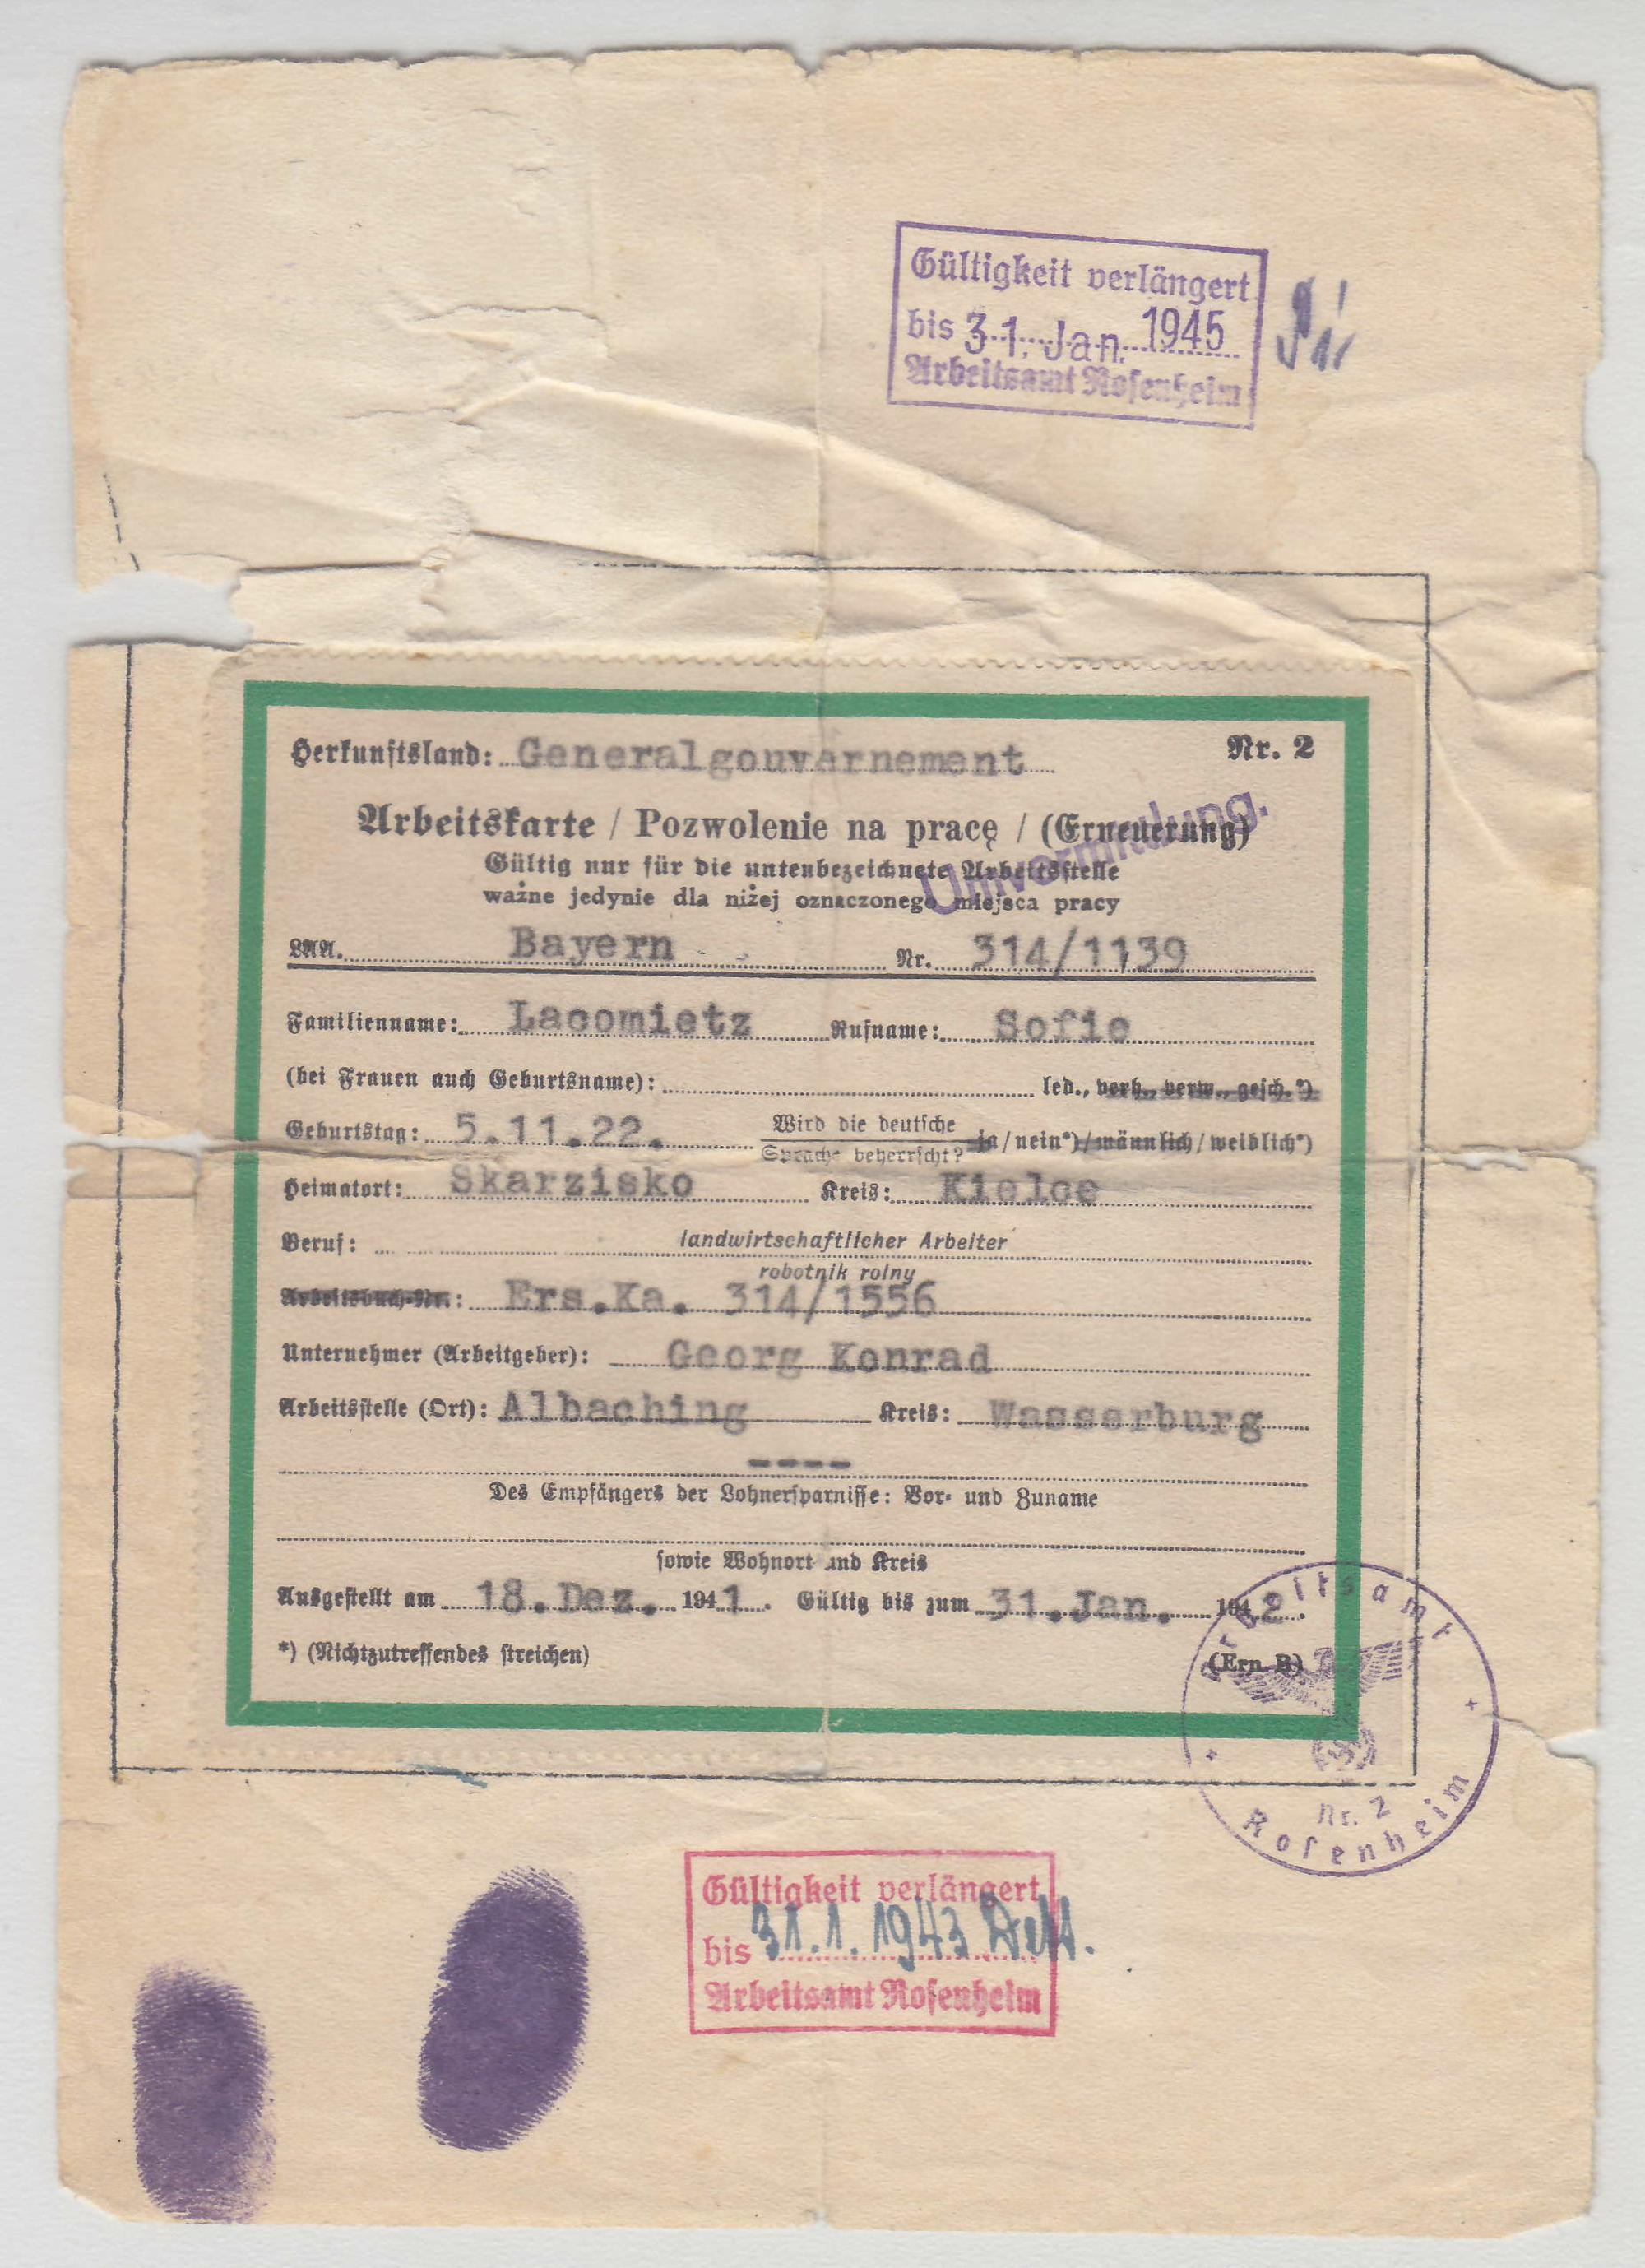 Gültigkeit verlängert
bis 31. Jan. 1945
Arbeitsamt Rosenheim
Herkunftsland: Generalgouvernement Nr. 2
Arbeitskarte / Pozwolenie na pracę / (Erneuerung)
Umvermittlung.
Gültig nur für die untenbezeichnete Arbeitsstelle
ważne jedynie dla niżej oznaczonego miejsca pracy
LAA. Bayern Nr. 314/1139
Familienname: Lacomietz Rufname: Sofie
(bei Frauen auch Geburtsname): led., verh., verw., gesch.*)
Geburtstag: 5.11.22. Wird die deutsche Sprache beherrscht? ja/nein*)/männlich/weiblich*)
Heimatort: Skarzisko Kreis: Kielce
Beruf: landwirtschaftlicher Arbeiter
robotnik rolny
Arbeitsbuch-Nr.: Ers.Ka. 314/1556
Unternehmer (Arbeitgeber): Georg Konrad
Arbeitsstelle (Ort): Albaching Kreis: Wasserburg
----
Des Empfängers der Lohnersparnisse: Vor- und Zuname
sowie Wohnort und Kreis
Ausgestellt am 18. Dez. 1941. Gültig bis zum 31. Jan. 1942.
*) (Nichtzutreffendes streichen) (Ern. B)
Arbeitsamt
Nr. 2
Rosenheim
Gültigkeit verlängert
bis 31.1.1943
Arbeitsamt Rosenheim